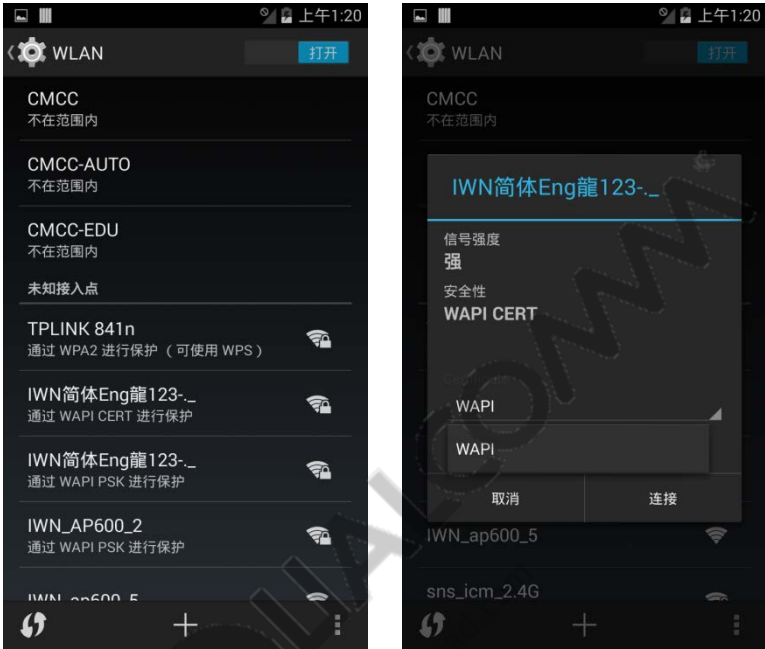 上午1:20
WLAN
打开
CMCC
不在范围内
CMCC-AUTO
不在范围内
CMCC-EDU
不在范围内
未知接入点
TPLINK 841n
通过 WPA2 进行保护 （可使用 WPS）
IWN简体Eng龍123-._
通过 WAPI CERT 进行保护
IWN简体Eng龍123-._
通过 WAPI PSK 进行保护
IWN_AP600_2
通过 WAPI PSK 进行保护
IWN_ap600_5
上午1:20
WLAN
打开
CMCC
不在范围内
IWN简体Eng龍123-._
信号强度
强
安全性
WAPI CERT
WAPI
WAPI
取消
连接
IWN_ap600_5
sns_icm_2.4G